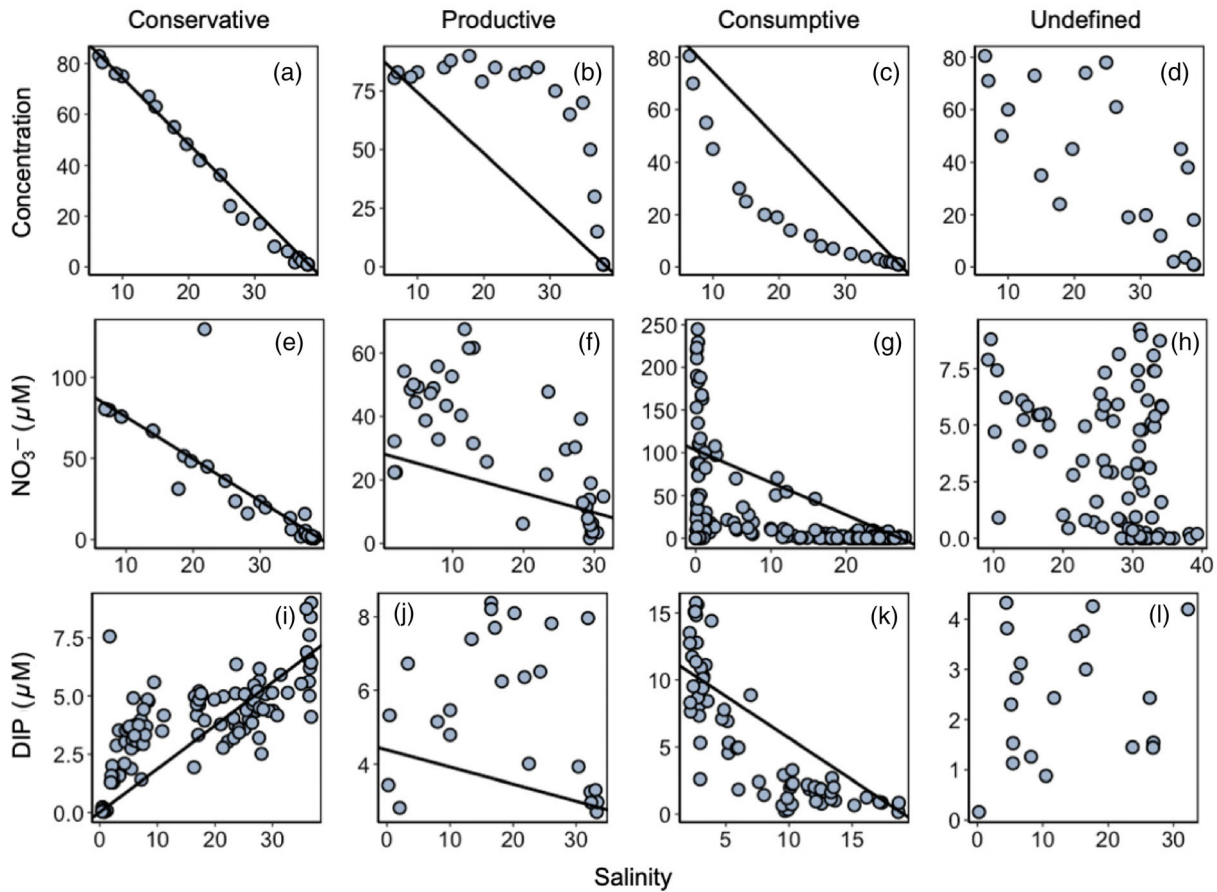 Conservative Productive Consumptive Undefined
(a) (b) (c) (d)
Concentration
80 60 40 20 0
10 20 30
75 50 25 0
10 20 30
80 60 40 20 0
10 20 30
80 60 40 20 0
10 20 30
(e) (f) (g) (h)
NO₃⁻ (μM)
100 50 0
10 20 30
60 40 20 0
0 10 20 30
250 200 150 100 50 0
0 10 20
7.5 5.0 2.5 0.0
10 20 30 40
(i) (j) (k) (l)
DIP (μM)
7.5 5.0 2.5 0.0
0 10 20 30
8 6 4
0 10 20 30
15 10 5 0
5 10 15
4 3 2 1 0
0 10 20 30
Salinity